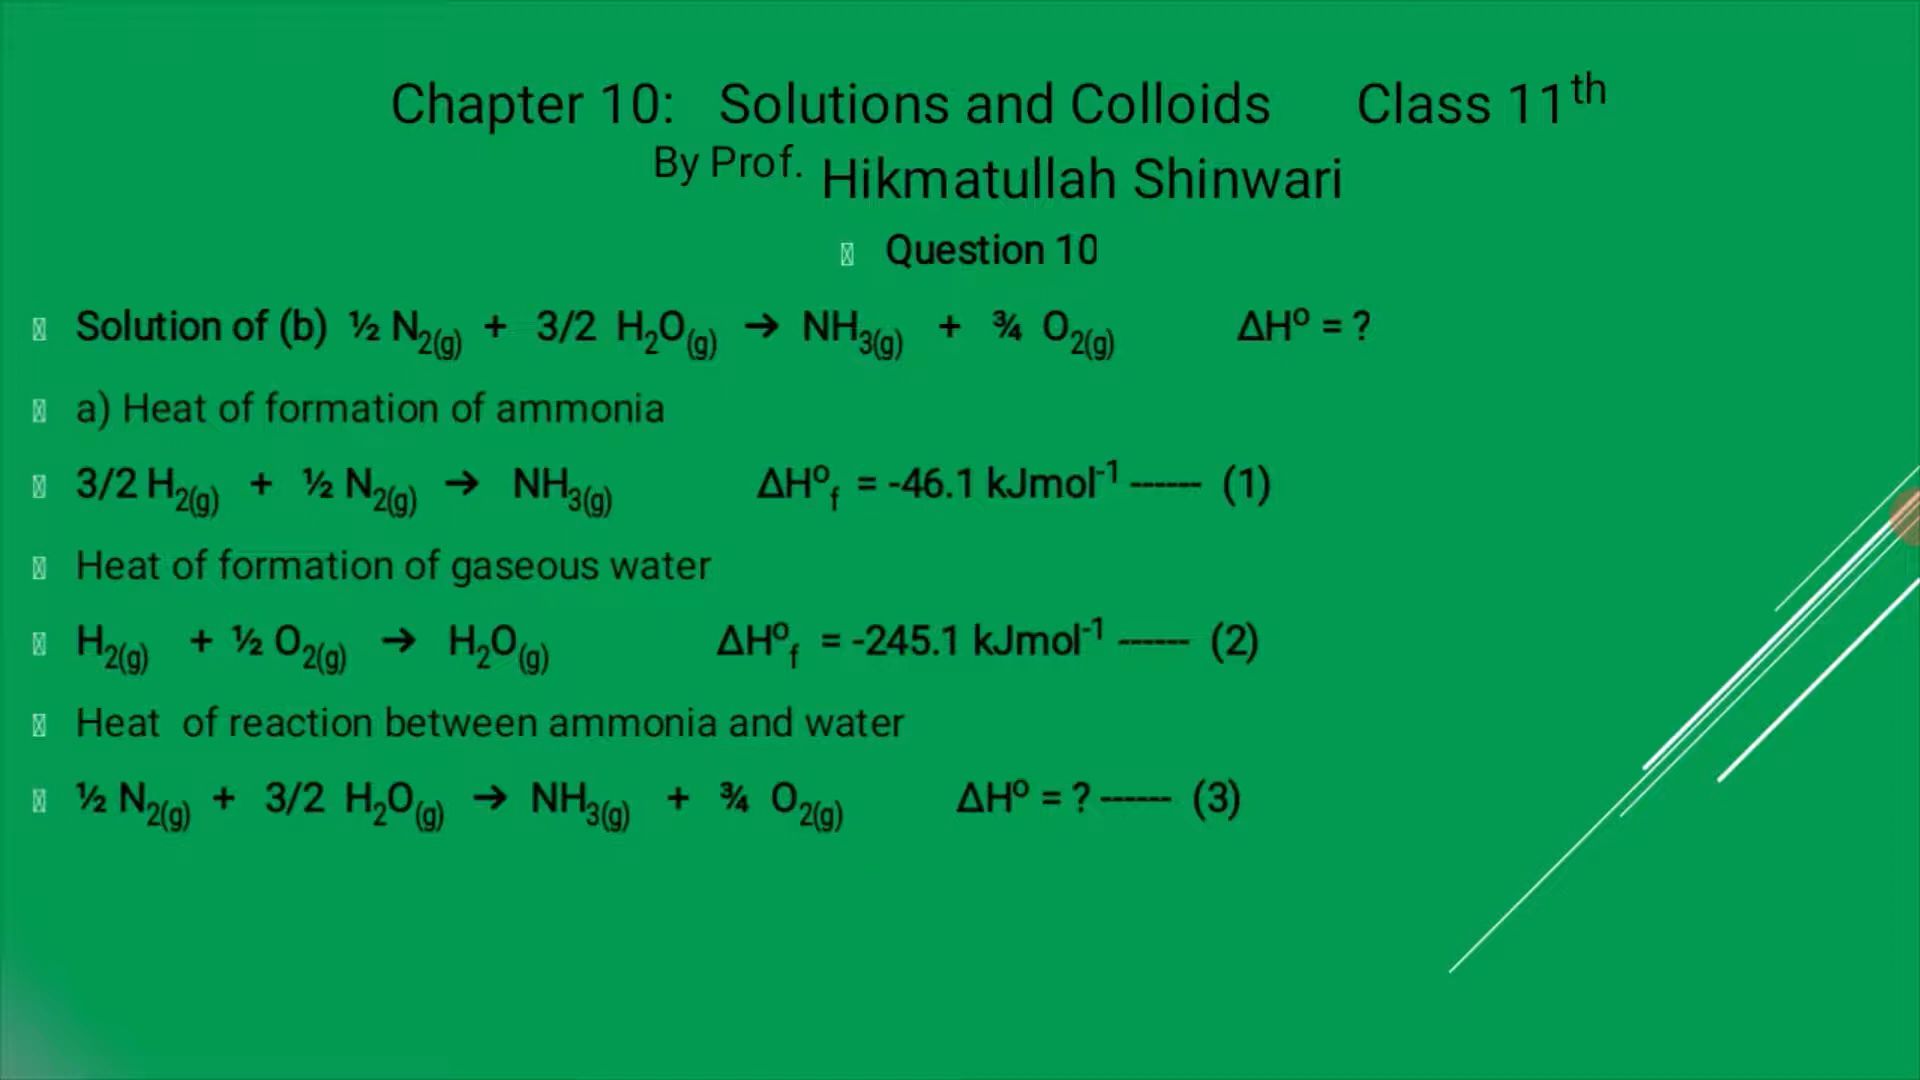 Chapter 10: Solutions and Colloids Class 11th
By Prof. Hikmatullah Shinwari
Question 10
Solution of (b) ½ N2(g) + 3/2 H2O(g) → NH3(g) + ¾ O2(g) ΔHº = ?
a) Heat of formation of ammonia
3/2 H2(g) + ½ N2(g) → NH3(g) ΔHºf = -46.1 kJmol-1 ------ (1)
Heat of formation of gaseous water
H2(g) + ½ O2(g) → H2O(g) ΔHºf = -245.1 kJmol-1 ------ (2)
Heat of reaction between ammonia and water
½ N2(g) + 3/2 H2O(g) → NH3(g) + ¾ O2(g) ΔHº = ? ------ (3)